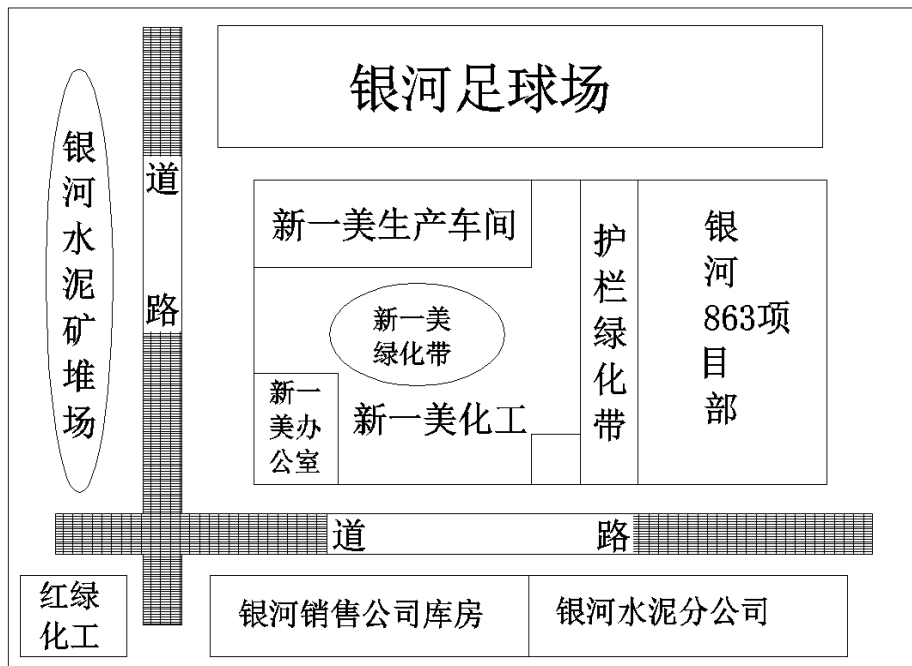 银河足球场
银河水泥矿堆场
道路
新一美生产车间
新一美
绿化带
新一
美办
公室
新一美化工
护栏绿化带
银
河
863项
目
部
道路
红绿
化工
银河销售公司库房
银河水泥分公司